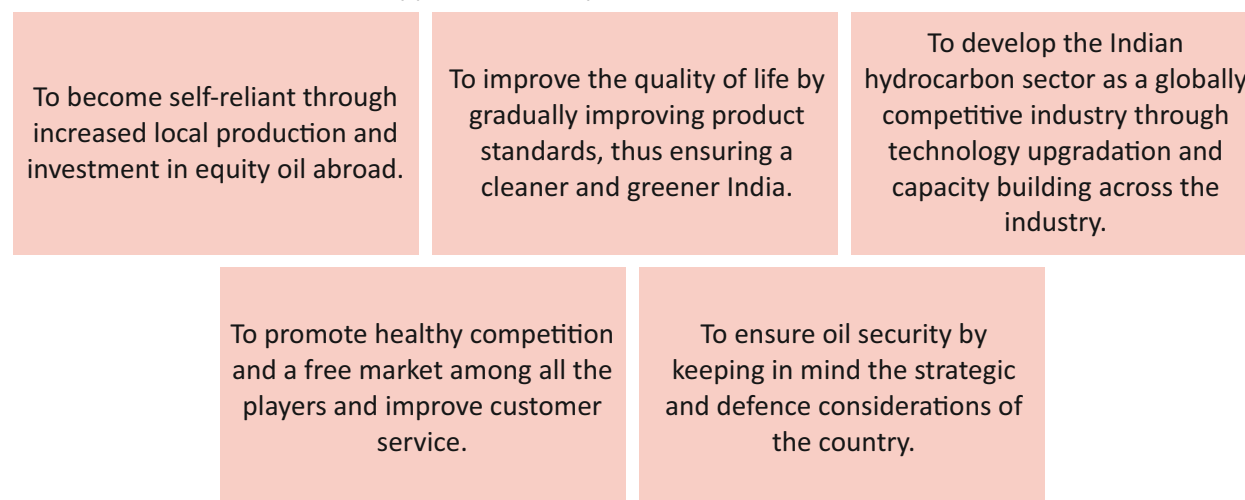 To become self-reliant through
increased local production and
investment in equity oil abroad.
To improve the quality of life by
gradually improving product
standards, thus ensuring a
cleaner and greener India.
To develop the Indian
hydrocarbon sector as a globally
competitive industry through
technology upgradation and
capacity building across the
industry.
To promote healthy competition
and a free market among all the
players and improve customer
service.
To ensure oil security by
keeping in mind the strategic
and defence considerations of
the country.